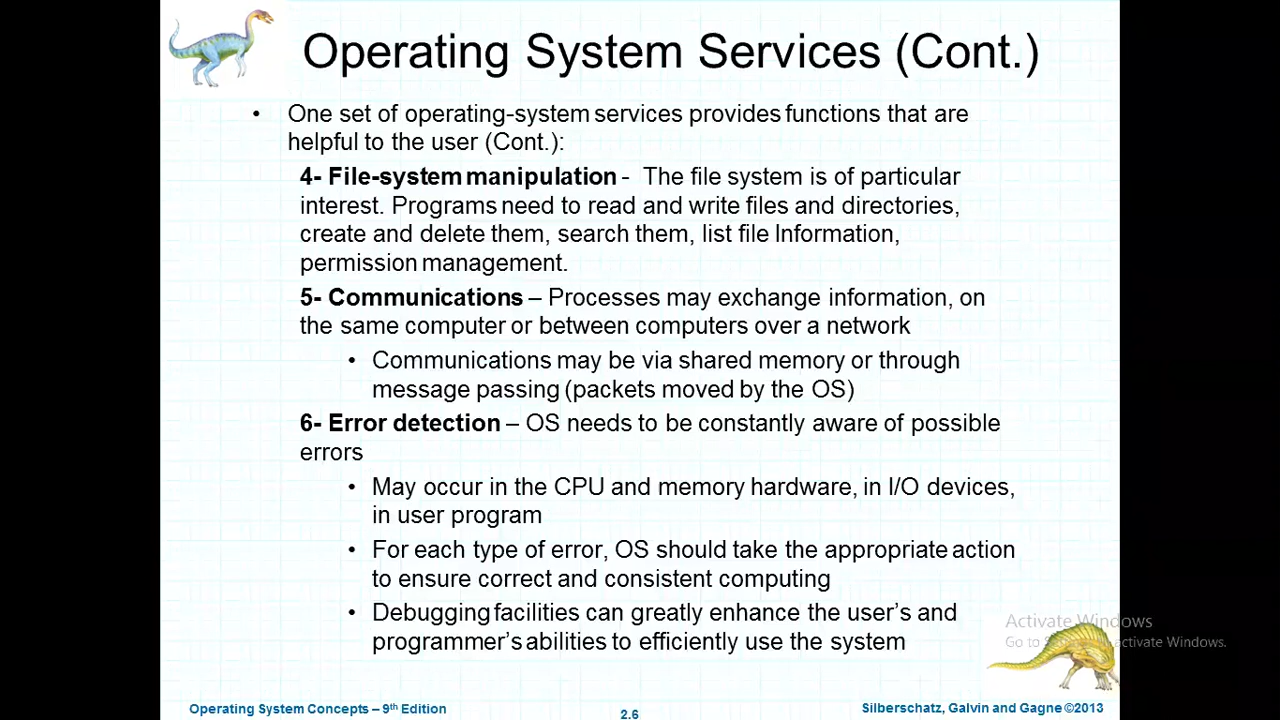 Operating System Services (Cont.)
• One set of operating-system services provides functions that are
helpful to the user (Cont.):
4- File-system manipulation - The file system is of particular
interest. Programs need to read and write files and directories,
create and delete them, search them, list file Information,
permission management.
5- Communications – Processes may exchange information, on
the same computer or between computers over a network
• Communications may be via shared memory or through
message passing (packets moved by the OS)
6- Error detection – OS needs to be constantly aware of possible
errors
• May occur in the CPU and memory hardware, in I/O devices,
in user program
• For each type of error, OS should take the appropriate action
to ensure correct and consistent computing
• Debugging facilities can greatly enhance the user’s and
programmer’s abilities to efficiently use the system
Activate Windows
Go to activate Windows.
Operating System Concepts – 9th Edition
2.6
Silberschatz, Galvin and Gagne ©2013